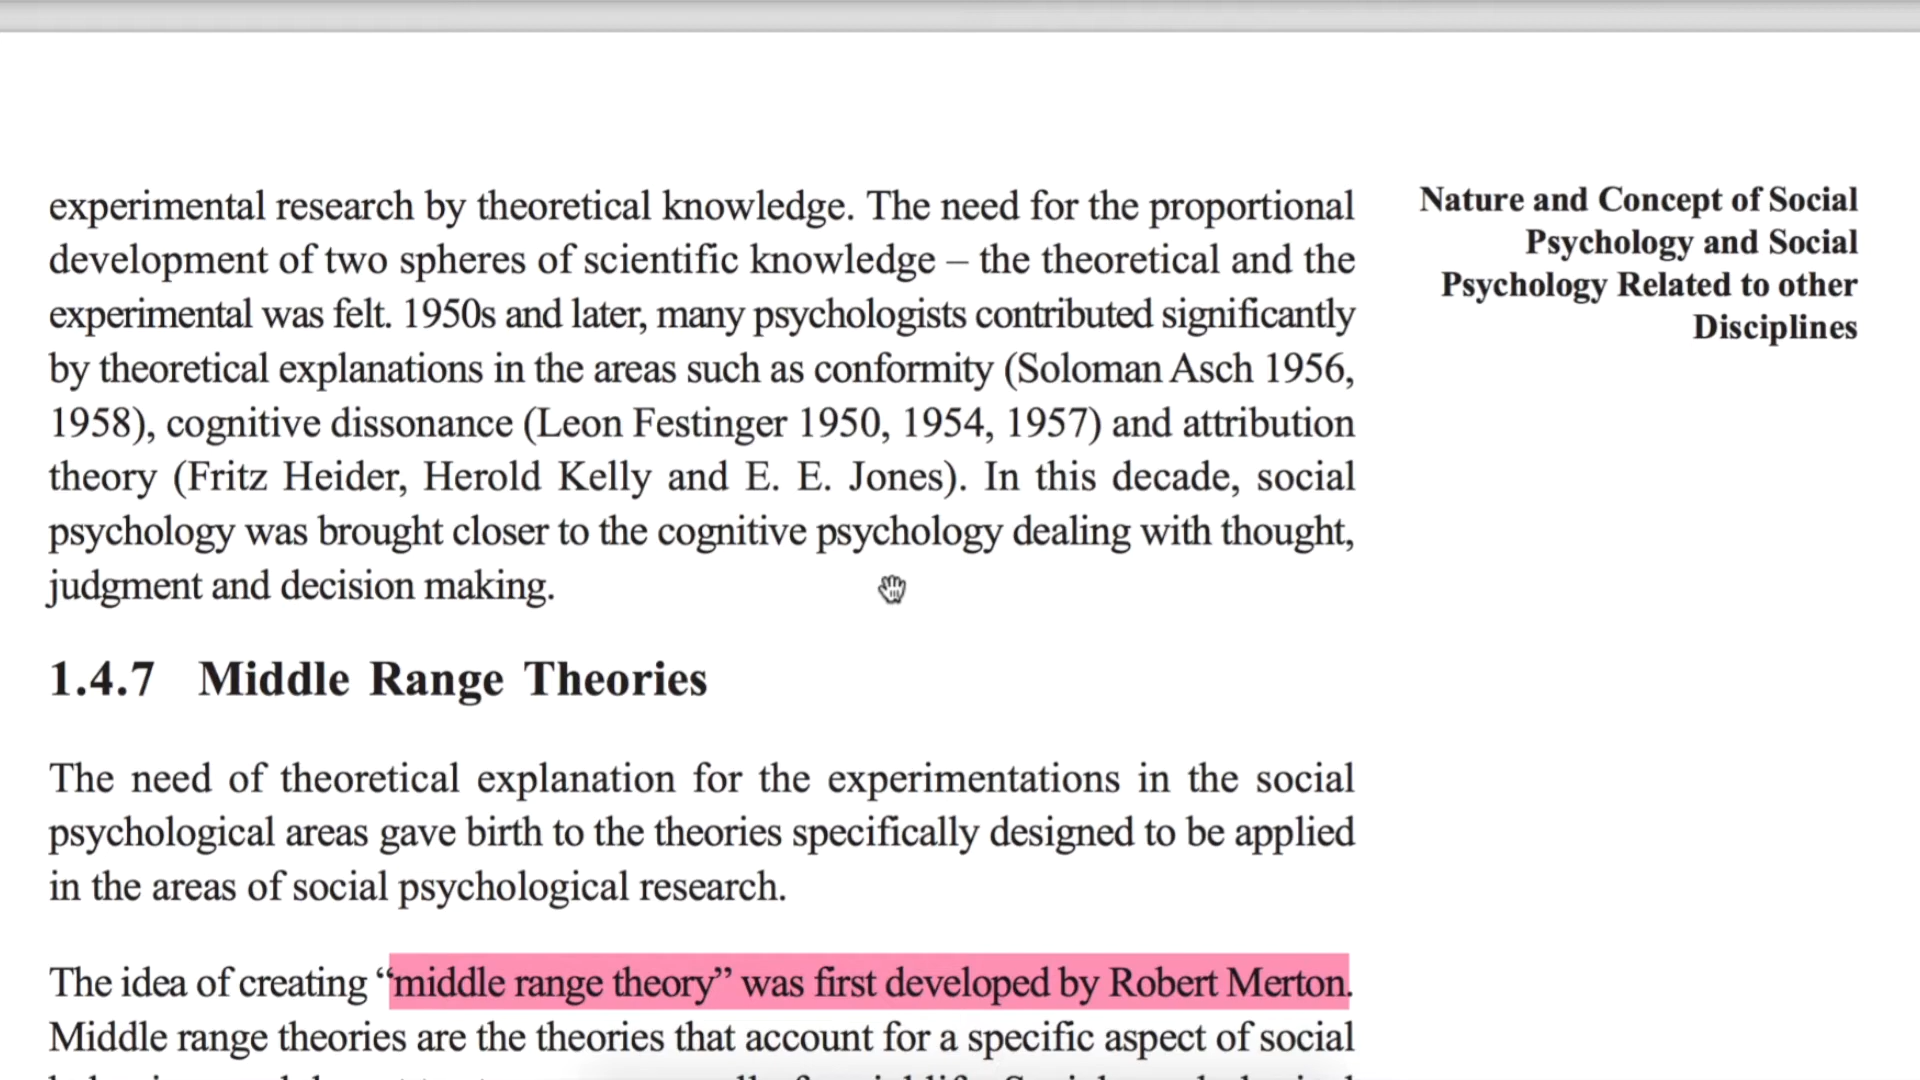 experimental research by theoretical knowledge. The need for the proportional
development of two spheres of scientific knowledge – the theoretical and the
experimental was felt. 1950s and later, many psychologists contributed significantly
by theoretical explanations in the areas such as conformity (Soloman Asch 1956,
1958), cognitive dissonance (Leon Festinger 1950, 1954, 1957) and attribution
theory (Fritz Heider, Herold Kelly and E. E. Jones). In this decade, social
psychology was brought closer to the cognitive psychology dealing with thought,
judgment and decision making.
Nature and Concept of Social
Psychology and Social
Psychology Related to other
Disciplines
1.4.7 Middle Range Theories
The need of theoretical explanation for the experimentations in the social
psychological areas gave birth to the theories specifically designed to be applied
in the areas of social psychological research.
The idea of creating “middle range theory” was first developed by Robert Merton.
Middle range theories are the theories that account for a specific aspect of social